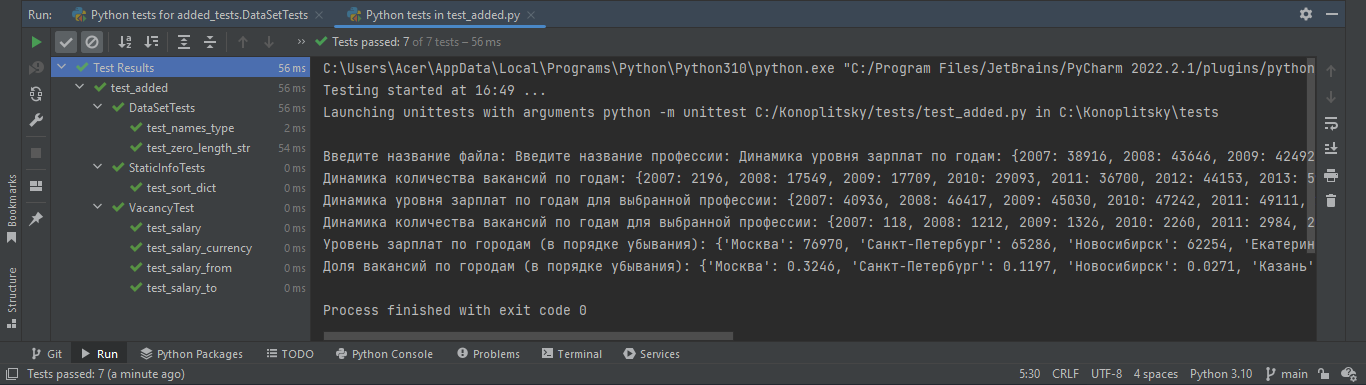 Run: Python tests for added_tests.DataSetTests Python tests in test_added.py
Tests passed: 7 of 7 tests – 56 ms
Test Results 56 ms
test_added 56 ms
DataSetTests 56 ms
test_names_type 2 ms
test_zero_length_str 54 ms
StaticInfoTests 0 ms
test_sort_dict 0 ms
VacancyTest 0 ms
test_salary 0 ms
test_salary_currency 0 ms
test_salary_from 0 ms
test_salary_to 0 ms
C:\Users\Acer\AppData\Local\Programs\Python\Python310\python.exe "C:/Program Files/JetBrains/PyCharm 2022.2.1/plugins/python
Testing started at 16:49 ...
Launching unittests with arguments python -m unittest C:/Konoplitsky/tests/test_added.py in C:\Konoplitsky\tests
Введите название файла: Введите название профессии: Динамика уровня зарплат по годам: {2007: 38916, 2008: 43646, 2009: 42492
Динамика количества вакансий по годам: {2007: 2196, 2008: 17549, 2009: 17709, 2010: 29093, 2011: 36700, 2012: 44153, 2013: 5
Динамика уровня зарплат по годам для выбранной профессии: {2007: 40936, 2008: 46417, 2009: 45030, 2010: 47242, 2011: 49111,
Динамика количества вакансий по годам для выбранной профессии: {2007: 118, 2008: 1212, 2009: 1326, 2010: 2260, 2011: 2984, 2
Уровень зарплат по городам (в порядке убывания): {'Москва': 76970, 'Санкт-Петербург': 65286, 'Новосибирск': 62254, 'Екатерин
Доля вакансий по городам (в порядке убывания): {'Москва': 0.3246, 'Санкт-Петербург': 0.1197, 'Новосибирск': 0.0271, 'Казань'
Process finished with exit code 0
Bookmarks
Structure
Git Run Python Packages TODO Python Console Problems Terminal Services
Tests passed: 7 (a minute ago) 5:30 CRLF UTF-8 4 spaces Python 3.10 main